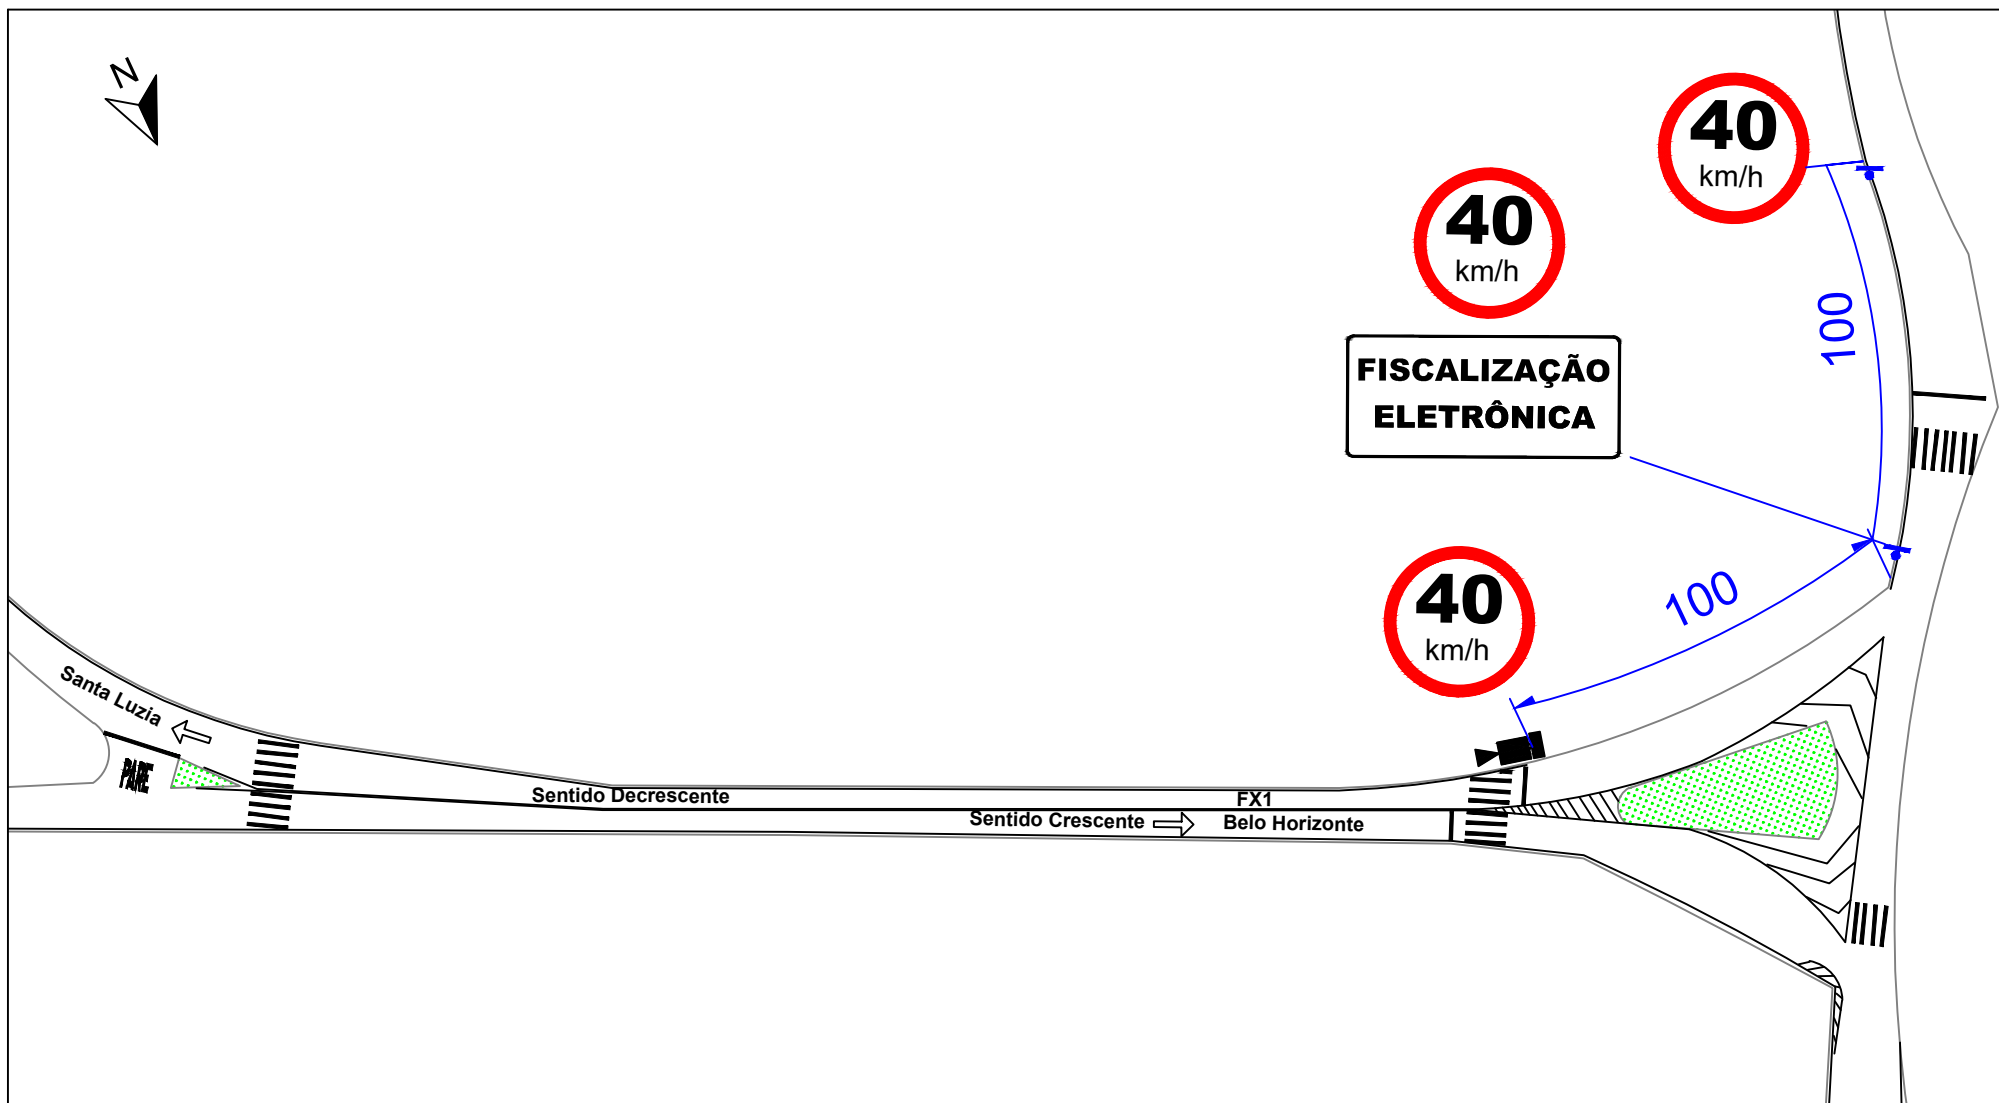 N
40
km/h
40
km/h
FISCALIZAÇÃO
ELETRÔNICA
100
40
km/h
100
Santa Luzia
PARE
Sentido Decrescente
FX1
Sentido Crescente
Belo Horizonte